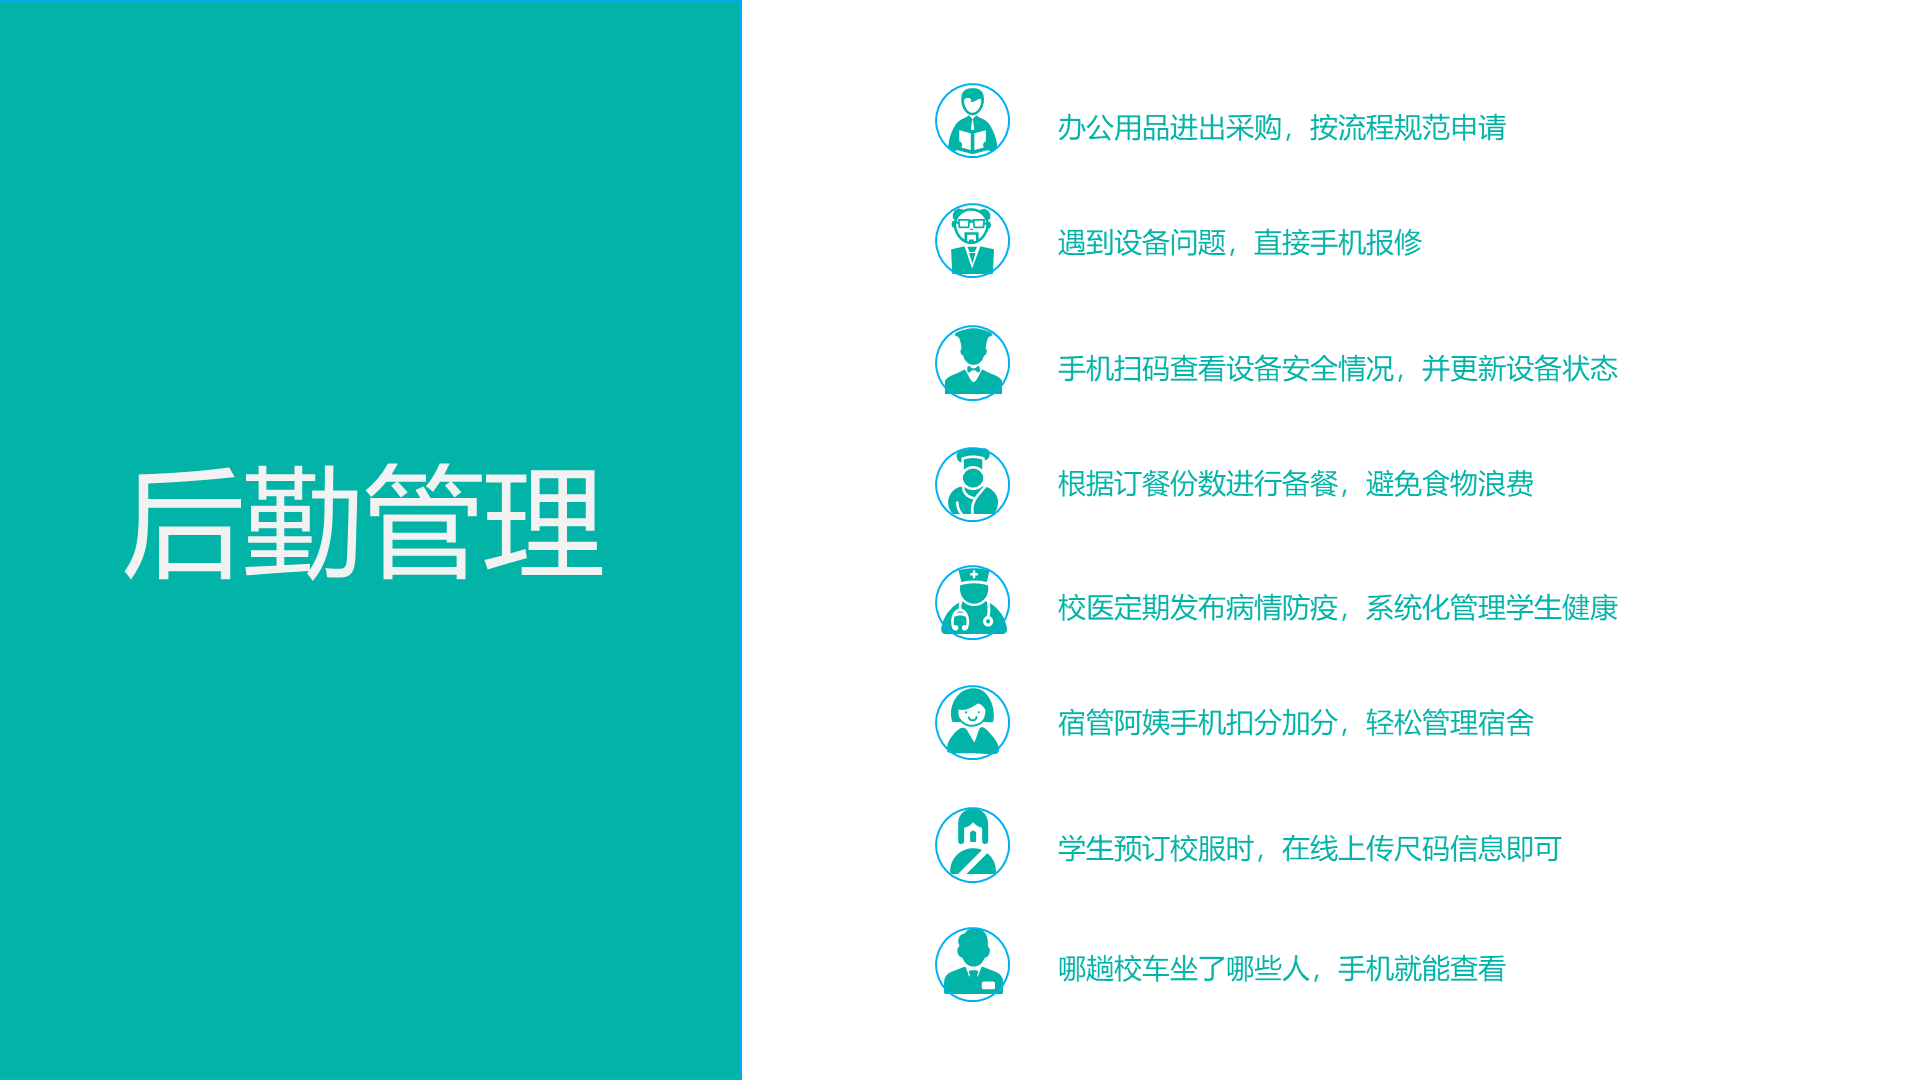 后勤管理
办公用品进出采购，按流程规范申请
遇到设备问题，直接手机报修
手机扫码查看设备安全情况，并更新设备状态
根据订餐份数进行备餐，避免食物浪费
校医定期发布病情防疫，系统化管理学生健康
宿管阿姨手机扣分加分，轻松管理宿舍
学生预订校服时，在线上传尺码信息即可
哪趟校车坐了哪些人，手机就能查看